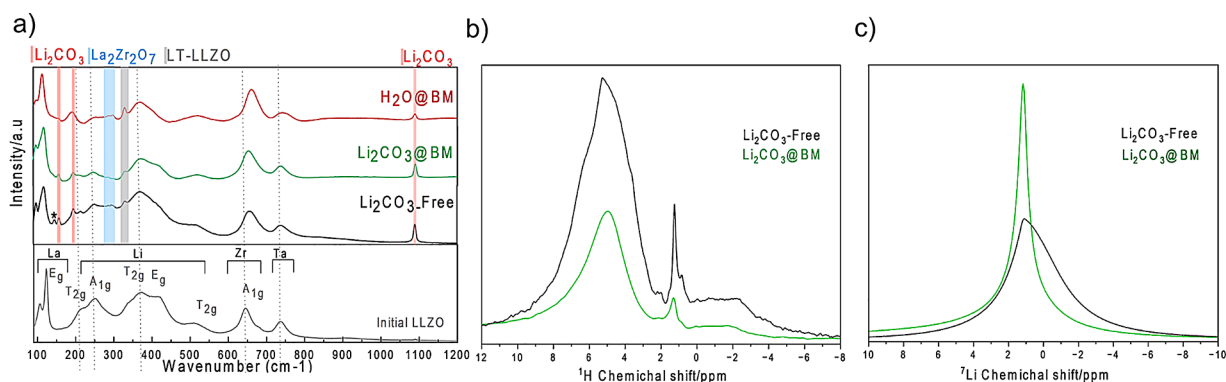 a)
Li2CO3 La2Zr2O7 LT-LLZO Li2CO3
H2O@BM
Li2CO3@BM
Li2CO3-Free
*
La Li Zr Ta
Eg T2g A1g T2g Eg T2g A1g
Initial LLZO
Intensity/a.u
100 200 300 400 500 600 700 800 900 1000 1100 1200
Wavenumber (cm-1)
b)
Li2CO3-Free
Li2CO3@BM
12 10 8 6 4 2 0 -2 -4 -6 -8
1H Chemichal shift/ppm
c)
Li2CO3-Free
Li2CO3@BM
10 8 6 4 2 0 -2 -4 -6 -8 -10
7Li Chemichal shift/ppm